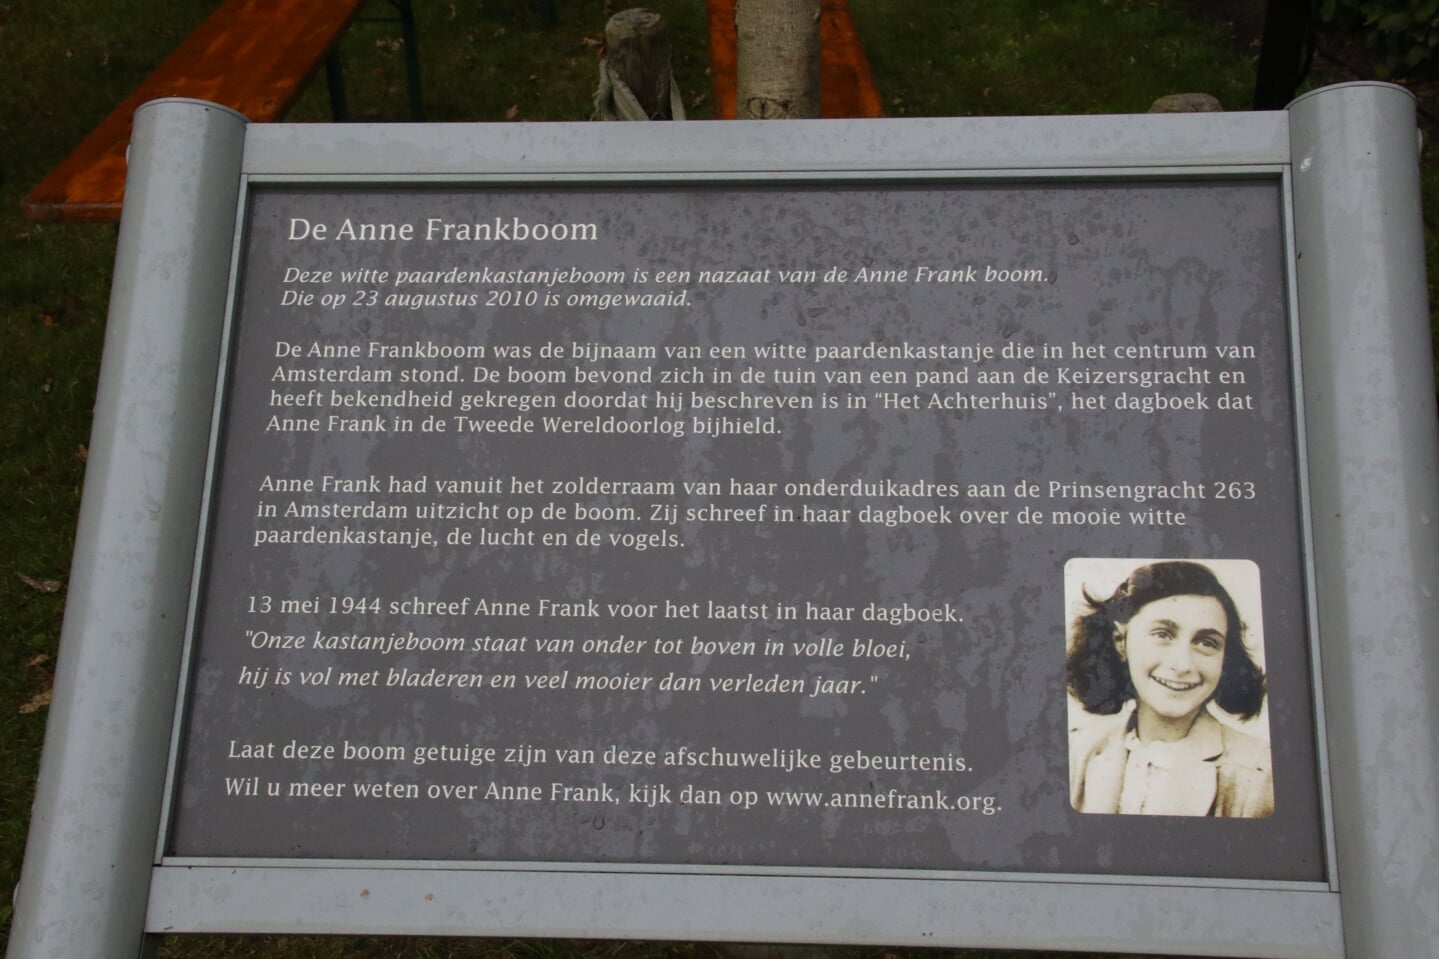 De Anne Frankboom
Deze witte paardenkastanjeboom is een nazaat van de Anne Frank boom.
Die op 23 augustus 2010 is omgewaaid.
De Anne Frankboom was de bijnaam van een witte paardenkastanje die in het centrum van
Amsterdam stond. De boom bevond zich in de tuin van een pand aan de Keizersgracht en
heeft bekendheid gekregen doordat hij beschreven is in “Het Achterhuis”, het dagboek dat
Anne Frank in de Tweede Wereldoorlog bijhield.
Anne Frank had vanuit het zolderraam van haar onderduikadres aan de Prinsengracht 263
in Amsterdam uitzicht op de boom. Zij schreef in haar dagboek over de mooie witte
paardenkastanje, de lucht en de vogels.
13 mei 1944 schreef Anne Frank voor het laatst in haar dagboek.
"Onze kastanjeboom staat van onder tot boven in volle bloei,
hij is vol met bladeren en veel mooier dan verleden jaar."
Laat deze boom getuige zijn van deze afschuwelijke gebeurtenis.
Wil u meer weten over Anne Frank, kijk dan op www.annefrank.org.